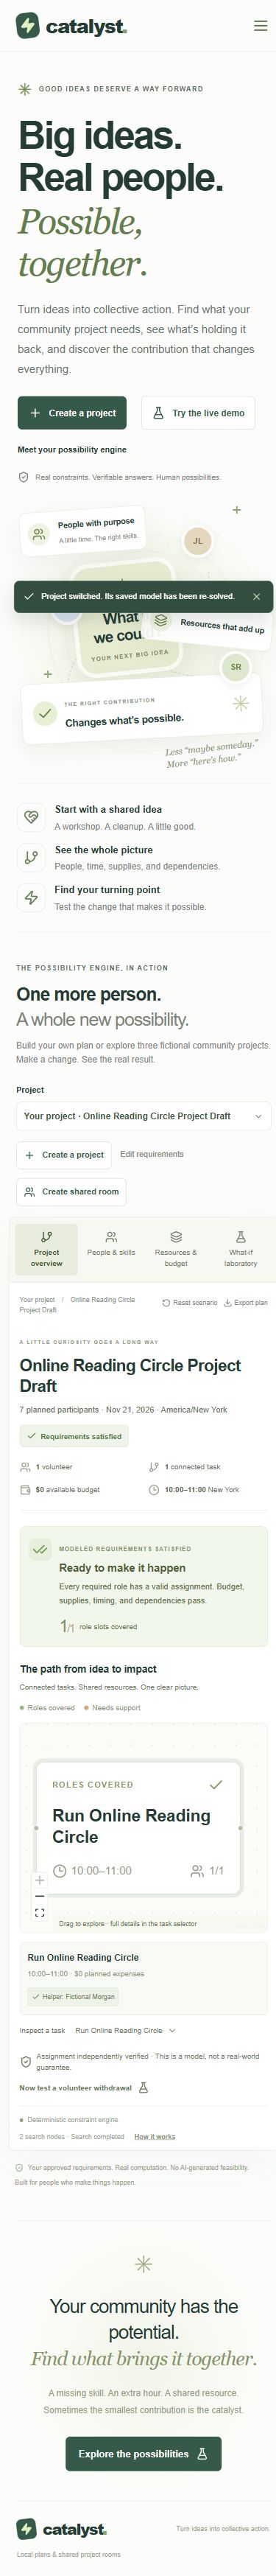 catalyst.
GOOD IDEAS DESERVE A WAY FORWARD
Big ideas.
Real people.
Possible,
together.
Turn ideas into collective action. Find what your
community project needs, see what's holding it
back, and discover the contribution that changes
everything.
Create a project
Try the live demo
Meet your possibility engine
Real constraints. Verifiable answers. Human possibilities.
People with purpose
A little time. The right skills.
JL
Project switched. Its saved model has been re-solved.
What
we cou
YOUR NEXT BIG IDEA
Resources that add up
SR
THE RIGHT CONTRIBUTION
Changes what's possible.
Less "maybe someday."
More "here's how."
Start with a shared idea
A workshop. A cleanup. A little good.
See the whole picture
People, time, supplies, and dependencies.
Find your turning point
Test the change that makes it possible.
THE POSSIBILITY ENGINE, IN ACTION
One more person.
A whole new possibility.
Build your own plan or explore three fictional community projects.
Make a change. See the real result.
Project
Your project · Online Reading Circle Project Draft
Create a project
Edit requirements
Create shared room
Project
overview
People & skills
Resources &
budget
What-if
laboratory
Your project / Online Reading Circle
Project Draft
Reset scenario
Export plan
A LITTLE CURIOSITY GOES A LONG WAY
Online Reading Circle Project
Draft
7 planned participants · Nov 21, 2026 · America/New York
Requirements satisfied
1 volunteer
1 connected task
$0 available budget
10:00–11:00 New York
MODELED REQUIREMENTS SATISFIED
Ready to make it happen
Every required role has a valid assignment. Budget,
supplies, timing, and dependencies pass.
1/1 role slots covered
The path from idea to impact
Connected tasks. Shared resources. One clear picture.
Roles covered
Needs support
ROLES COVERED
Run Online Reading
Circle
10:00–11:00
1/1
Drag to explore · full details in the task selector
Run Online Reading Circle
10:00–11:00 · $0 planned expenses
Helper: Fictional Morgan
Inspect a task Run Online Reading Circle
Assignment independently verified · This is a model, not a real-world
guarantee.
Now test a volunteer withdrawal
Deterministic constraint engine
2 search nodes · Search completed How it works
Your approved requirements. Real computation. No AI-generated feasibility.
Built for people who make things happen.
Your community has the
potential.
Find what brings it together.
A missing skill. An extra hour. A shared resource.
Sometimes the smallest contribution is the catalyst.
Explore the possibilities
catalyst.
Turn ideas into collective action.
Local plans & shared project rooms